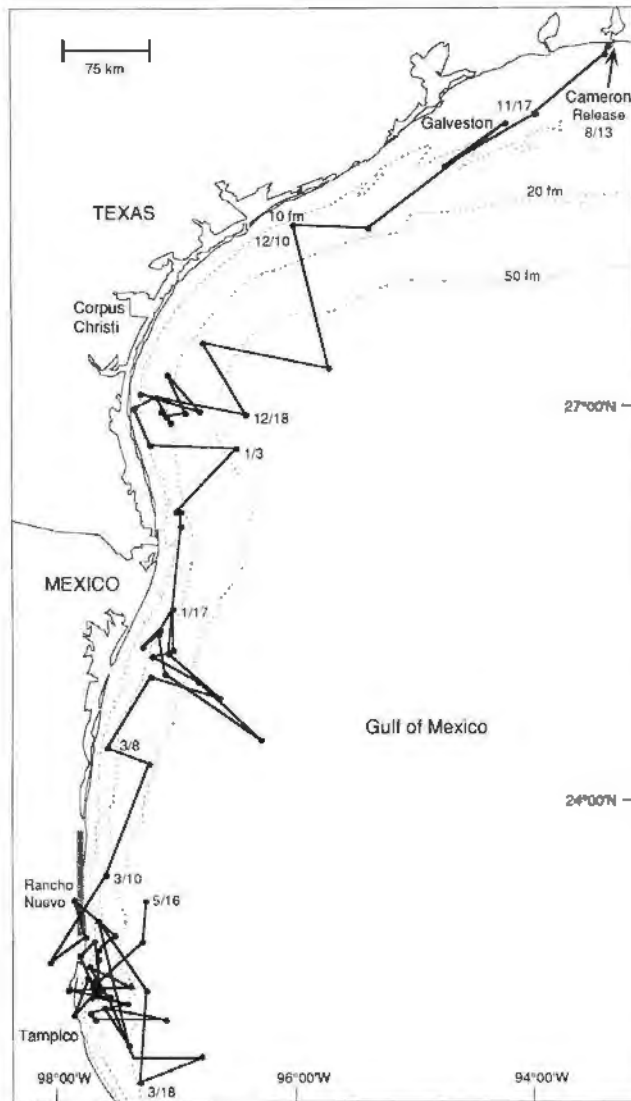 75 km
Cameron
Release
8/13
11/17
Galveston
20 fm
TEXAS
10 fm
12/10
50 fm
Corpus
Christi
27°00'N
12/18
1/3
MEXICO
1/17
Gulf of Mexico
3/8
24°00'N
3/10
Rancho
Nuevo
5/16
Tampico
98°00'W
3/18
96°00'W
94°00'W